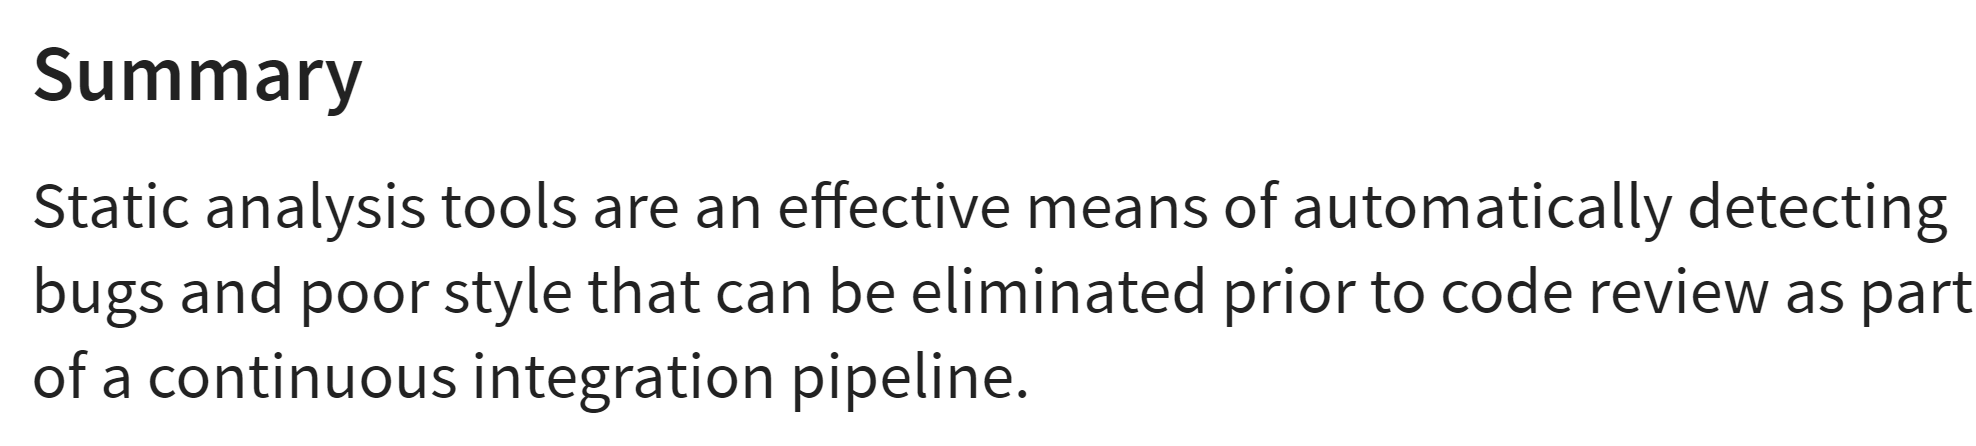 Summary
Static analysis tools are an effective means of automatically detecting
bugs and poor style that can be eliminated prior to code review as part
of a continuous integration pipeline.